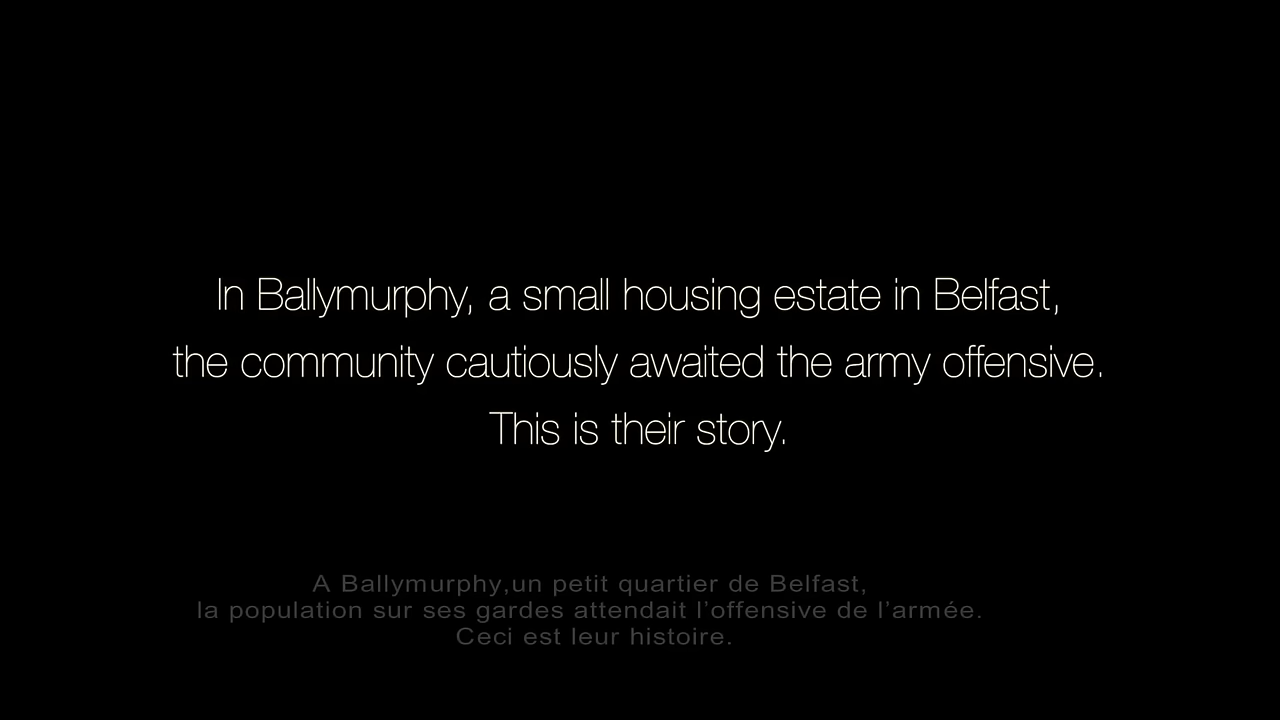 In Ballymurphy, a small housing estate in Belfast,
the community cautiously awaited the army offensive.
This is their story.
A Ballymurphy,un petit quartier de Belfast,
la population sur ses gardes attendait l’offensive de l’armée.
Ceci est leur histoire.